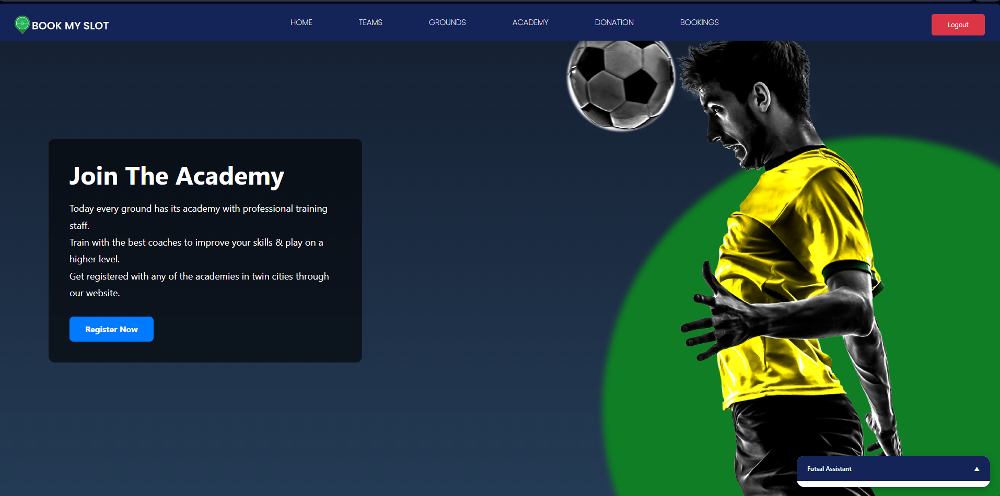 BOOK MY SLOT
HOME TEAMS GROUNDS ACADEMY DONATION BOOKINGS
Logout
Join The Academy
Today every ground has its academy with professional training
staff.
Train with the best coaches to improve your skills & play on a
higher level.
Get registered with any of the academies in twin cities through
our website.
Register Now
Futsal Assistant